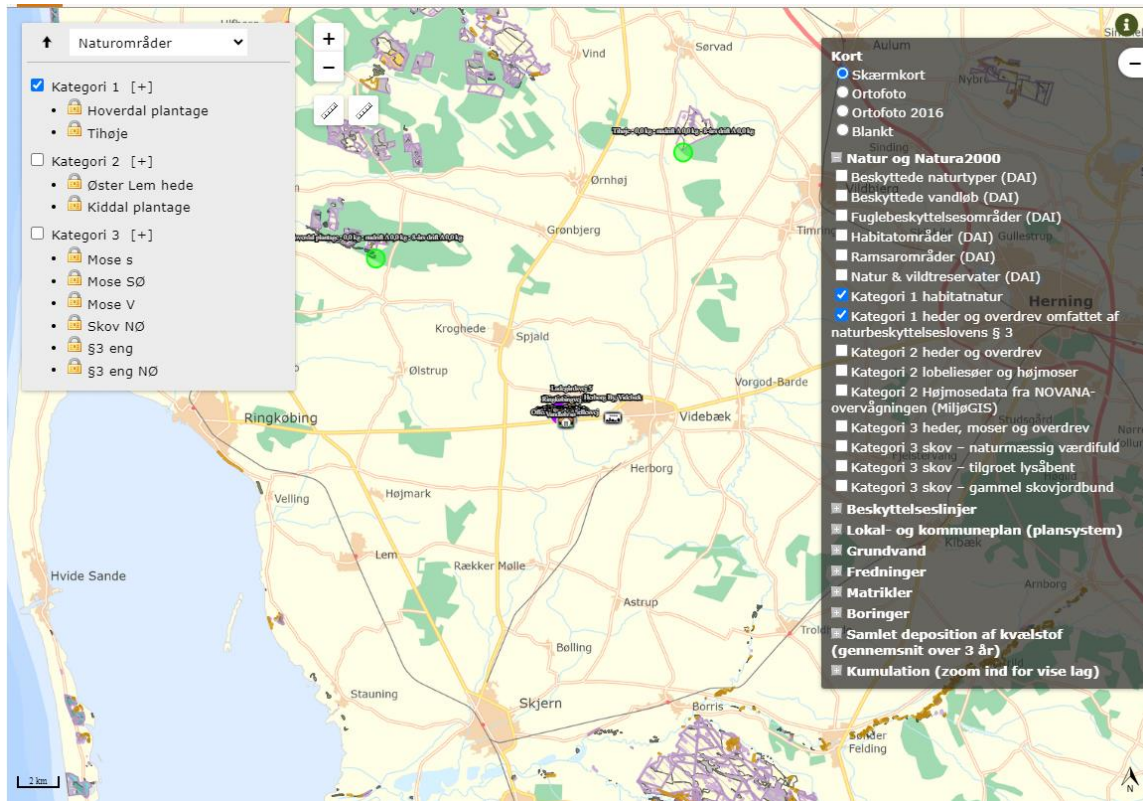 Naturområder
Kategori 1 [+]
Hoverdal plantage
Tihøje
Kategori 2 [+]
Øster Lem hede
Kiddal plantage
Kategori 3 [+]
Mose s
Mose SØ
Mose V
Skov NØ
§3 eng
§3 eng NØ
+
−
Kort
Skærmkort
Ortofoto
Ortofoto 2016
Blankt
Natur og Natura2000
Beskyttede naturtyper (DAI)
Beskyttede vandløb (DAI)
Fuglebeskyttelsesområder (DAI)
Habitatområder (DAI)
Ramsarområder (DAI)
Natur & vildtreservater (DAI)
Kategori 1 habitatnatur
Kategori 1 heder og overdrev omfattet af
naturbeskyttelseslovens § 3
Kategori 2 heder og overdrev
Kategori 2 lobeliesøer og højmoser
Kategori 2 Højmosedata fra NOVANA-
overvågningen (MiljøGIS)
Kategori 3 heder, moser og overdrev
Kategori 3 skov – naturmæssig værdifuld
Kategori 3 skov – tilgroet lysåbent
Kategori 3 skov – gammel skovjordbund
Beskyttelseslinjer
Lokal- og kommuneplan (plansystem)
Grundvand
Fredninger
Matrikler
Boringer
Samlet deposition af kvælstof
(gennemsnit over 3 år)
Kumulation (zoom ind for vise lag)
−
i
Vind
Sørvad
Aulum
Nybro
Sinding
Ørnhøj
Vildbjerg
Grønbjerg
Timring
Gullestrup
Herning
Kroghede
Spjald
Ølstrup
Vorgod-Barde
Ringkøbing
Videbæk
Studsgård
Herborg
Velling
Højmark
Lem
Kibæk
Hvide Sande
Rækker Mølle
Arnborg
Astrup
Bølling
Stauning
Skjern
Borris
Sønder
Felding
2 km
N